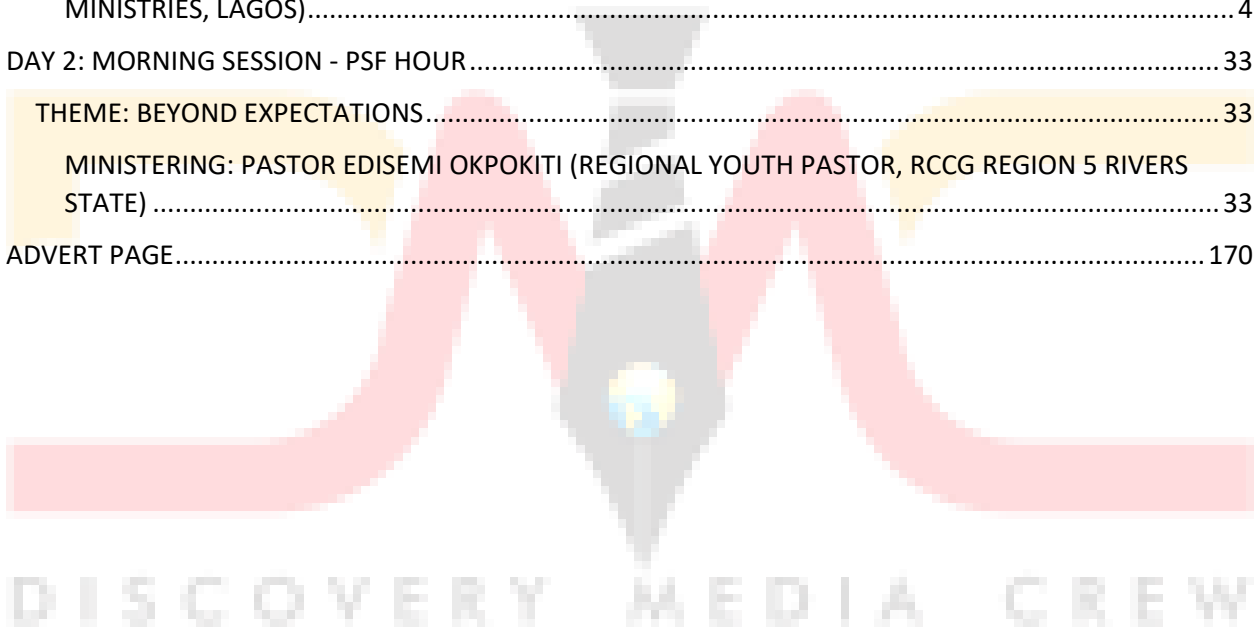 MINISTRIES, LAGOS)........................................................................................................................................4
DAY 2: MORNING SESSION - PSF HOUR...............................................................................................33
THEME: BEYOND EXPECTATIONS......................................................................................................33
MINISTERING: PASTOR EDISEMI OKPOKITI (REGIONAL YOUTH PASTOR, RCCG REGION 5 RIVERS
STATE)..............................................................................................................................................33
ADVERT PAGE....................................................................................................................................170
DISCOVERY MEDIA CREW